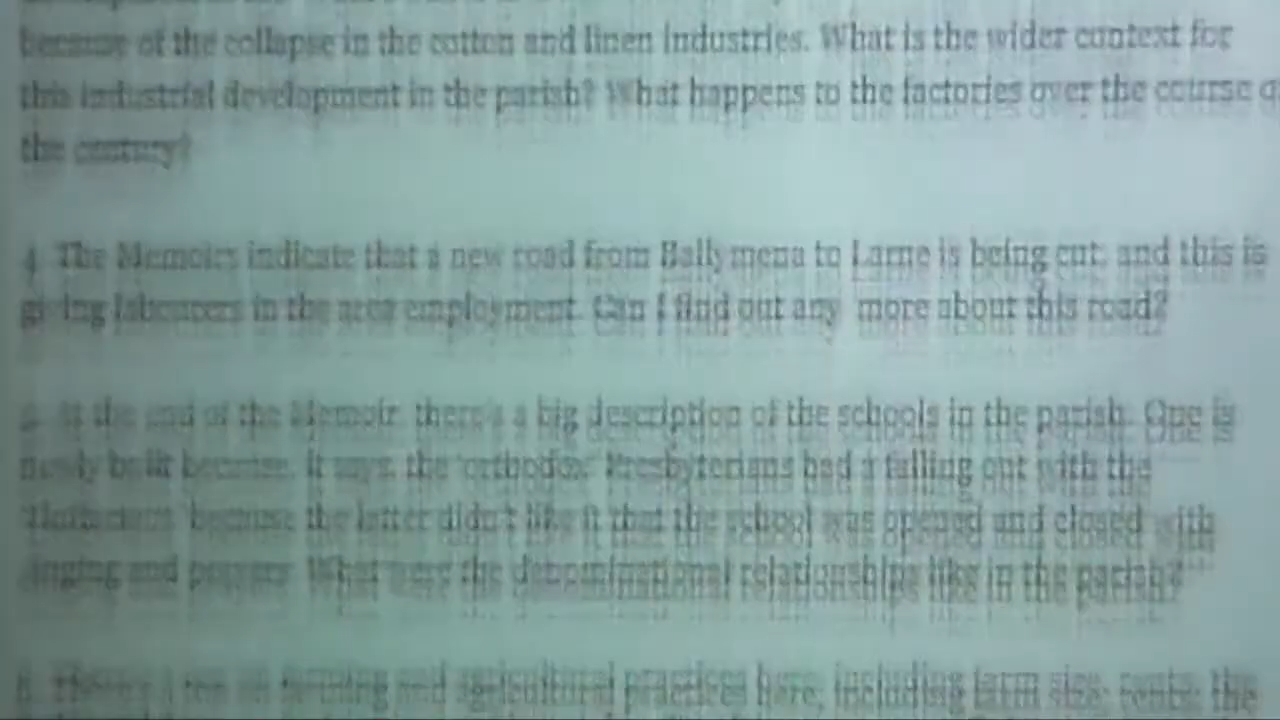 because of the collapse in the cotton and linen industries. What is the wider context for
this industrial development in the parish? What happens to the factories over the course
the century?
4. The Memoirs indicate that a new road from Ballymena to Larne is being cut, and this is
giving labourers in the area employment. Can I find out any more about this road?
5. At the end of the Memoir, there's a big description of the schools in the parish. One is
newly built because, it says, the 'orthodox' Presbyterians had a falling out with the
because the latter didn't like it that the school was opened and closed with
singing and prayers. What were the denominational relationships like in the parish?
6. There's a ton on farming and agricultural practices here, including farm size, rents, the